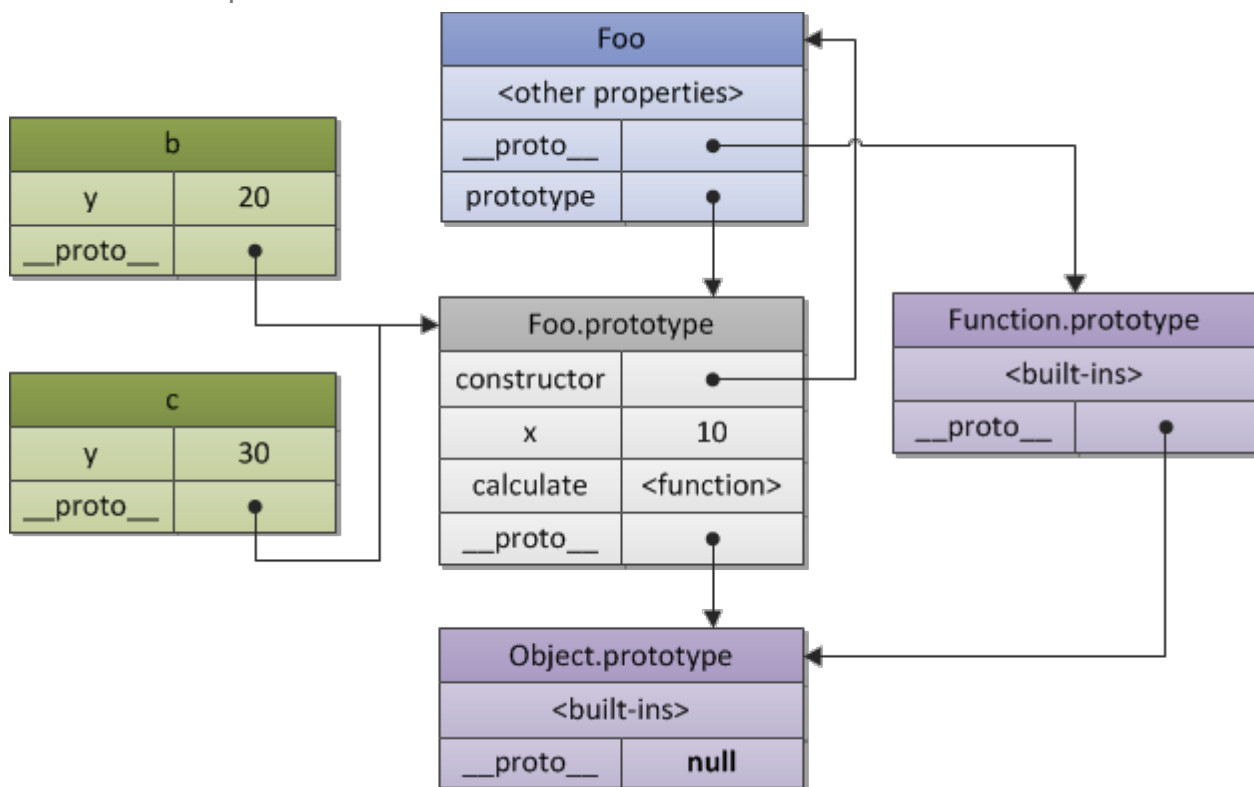 Foo
<other properties>
__proto__
prototype
b
y 20
__proto__
c
y 30
__proto__
Foo.prototype
constructor
x 10
calculate <function>
__proto__
Function.prototype
<built-ins>
__proto__
Object.prototype
<built-ins>
__proto__ null